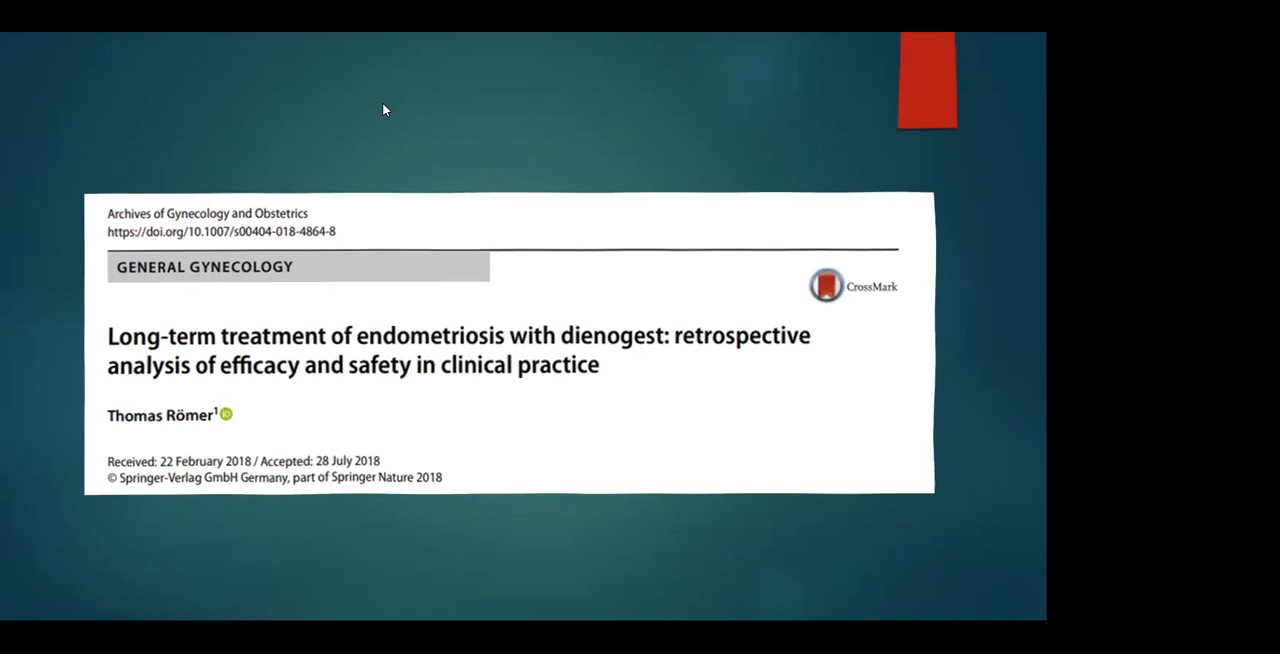 Archives of Gynecology and Obstetrics
https://doi.org/10.1007/s00404-018-4864-8
GENERAL GYNECOLOGY
CrossMark
Long-term treatment of endometriosis with dienogest: retrospective
analysis of efficacy and safety in clinical practice
Thomas Römer¹
Received: 22 February 2018 / Accepted: 28 July 2018
© Springer-Verlag GmbH Germany, part of Springer Nature 2018